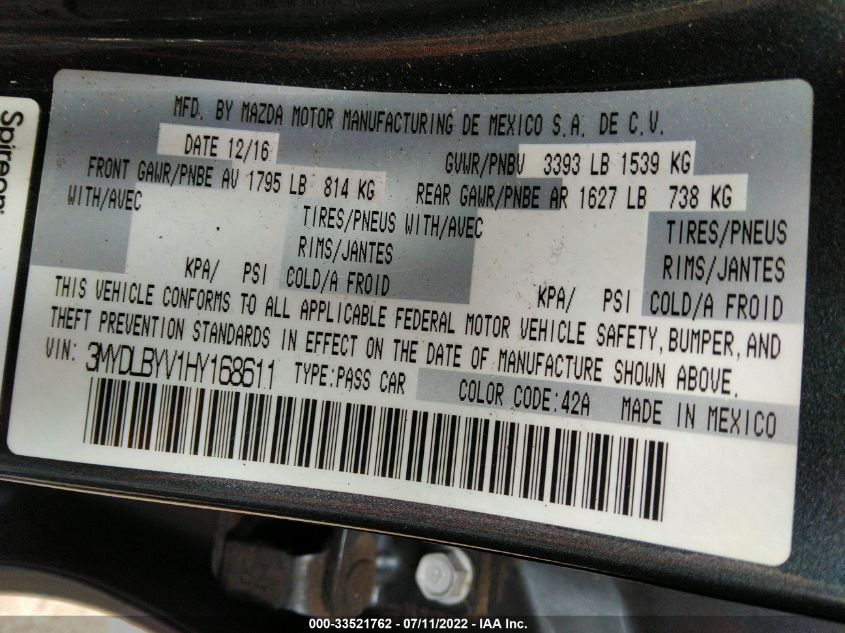 Spireon
MFD. BY MAZDA MOTOR MANUFACTURING DE MEXICO S.A. DE C.V.
DATE 12/16 GVWR/PNBV 3393 LB 1539 KG
FRONT GAWR/PNBE AV 1795 LB 814 KG REAR GAWR/PNBE AR 1627 LB 738 KG
WITH/AVEC TIRES/PNEUS WITH/AVEC TIRES/PNEUS
RIMS/JANTES RIMS/JANTES
KPA/ PSI COLD/A FROID KPA/ PSI COLD/A FROID
THIS VEHICLE CONFORMS TO ALL APPLICABLE FEDERAL MOTOR VEHICLE SAFETY, BUMPER, AND
THEFT PREVENTION STANDARDS IN EFFECT ON THE DATE OF MANUFACTURE SHOWN ABOVE.
VIN: 3MYDLBYV1HY168611 TYPE:PASS CAR COLOR CODE:42A MADE IN MEXICO
000-33521762 - 07/11/2022 - IAA Inc.